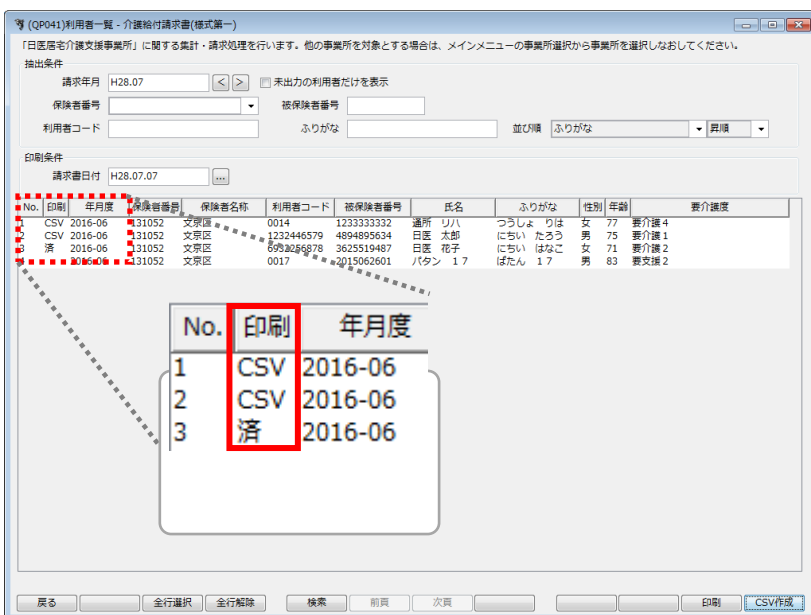 (QP041)利用者一覧 - 介護給付請求書(様式第一)
「日医居宅介護支援事業所」に関する集計・請求処理を行います。他の事業所を対象とする場合は、メインメニューの事業所選択から事業所を選択しなおしてください。
抽出条件
請求年月 H28.07 < > 未出力の利用者だけを表示
保険者番号 被保険者番号
利用者コード ふりがな 並び順 ふりがな 昇順
印刷条件
請求書日付 H28.07.07 ...
No. 印刷 年月度 保険者番号 保険者名称 利用者コード 被保険者番号 氏名 ふりがな 性別 年齢 要介護度
1 CSV 2016-06 131052 文京区 0014 1233333332 通所 リハ つうしょ りは 女 77 要介護4
2 CSV 2016-06 131052 文京区 1232446579 4894895634 日医 太郎 にちい たろう 男 75 要介護1
3 済 2016-06 131052 文京区 6932256878 3625519487 日医 花子 にちい はなこ 女 71 要介護2
4 2016-06 131052 文京区 0017 2015062601 パタン 17 ぱたん 17 男 83 要支援2
No. 印刷 年月度
1 CSV 2016-06
2 CSV 2016-06
3 済 2016-06
戻る 全行選択 全行解除 検索 前頁 次頁 印刷 CSV作成